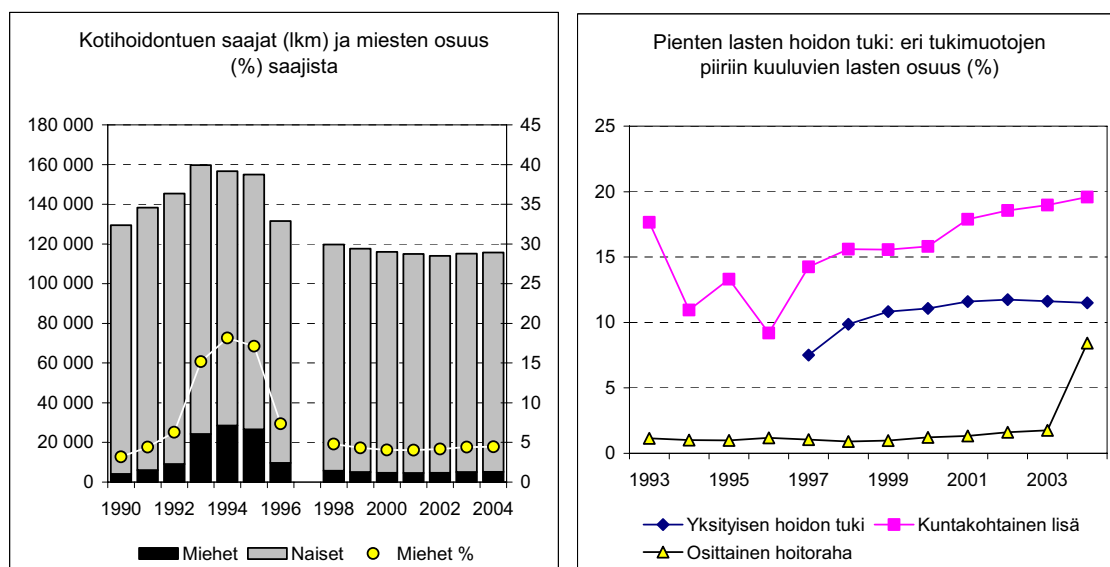 Kotihoidontuen saajat (lkm) ja miesten osuus
(%) saajista
180 000
160 000
140 000
120 000
100 000
80 000
60 000
40 000
20 000
0
45
40
35
30
25
20
15
10
5
0
1990 1992 1994 1996 1998 2000 2002 2004
Miehet Naiset Miehet %
Pienten lasten hoidon tuki: eri tukimuotojen
piiriin kuuluvien lasten osuus (%)
25
20
15
10
5
0
1993 1995 1997 1999 2001 2003
Yksityisen hoidon tuki Kuntakohtainen lisä
Osittainen hoitoraha